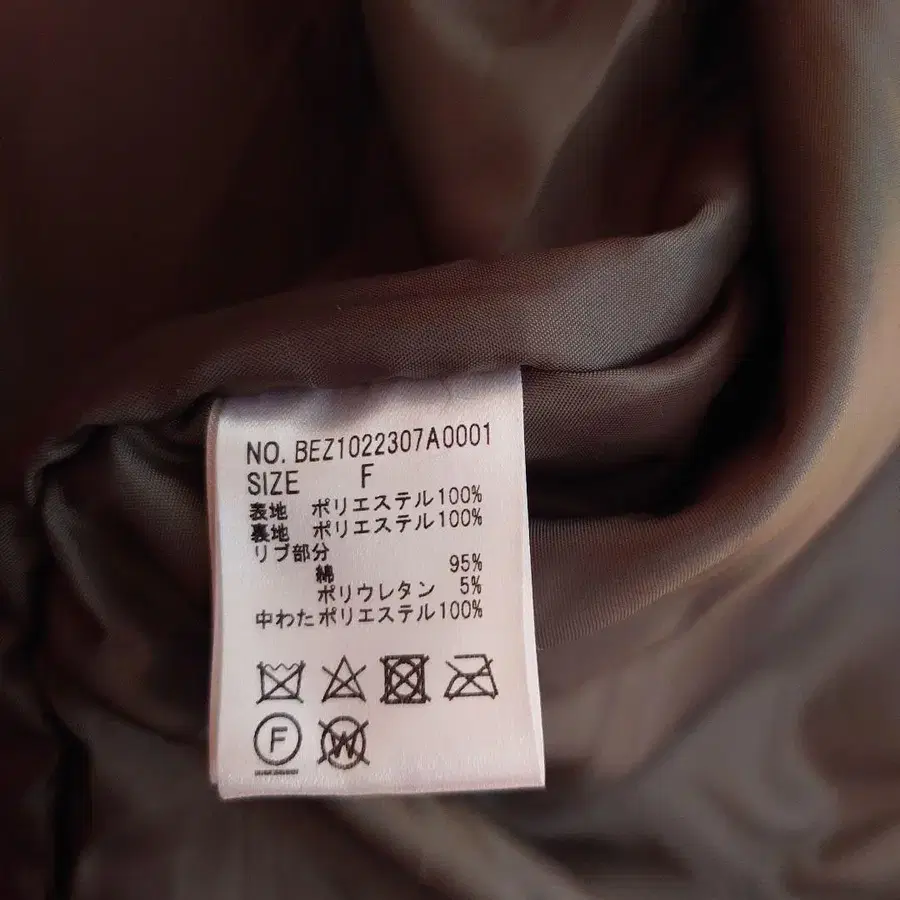 NO. BEZ1022307A0001
SIZE F
表地 ポリエステル100%
裏地 ポリエステル100%
リブ部分
綿 95%
ポリウレタン 5%
中わた ポリエステル100%
F
W